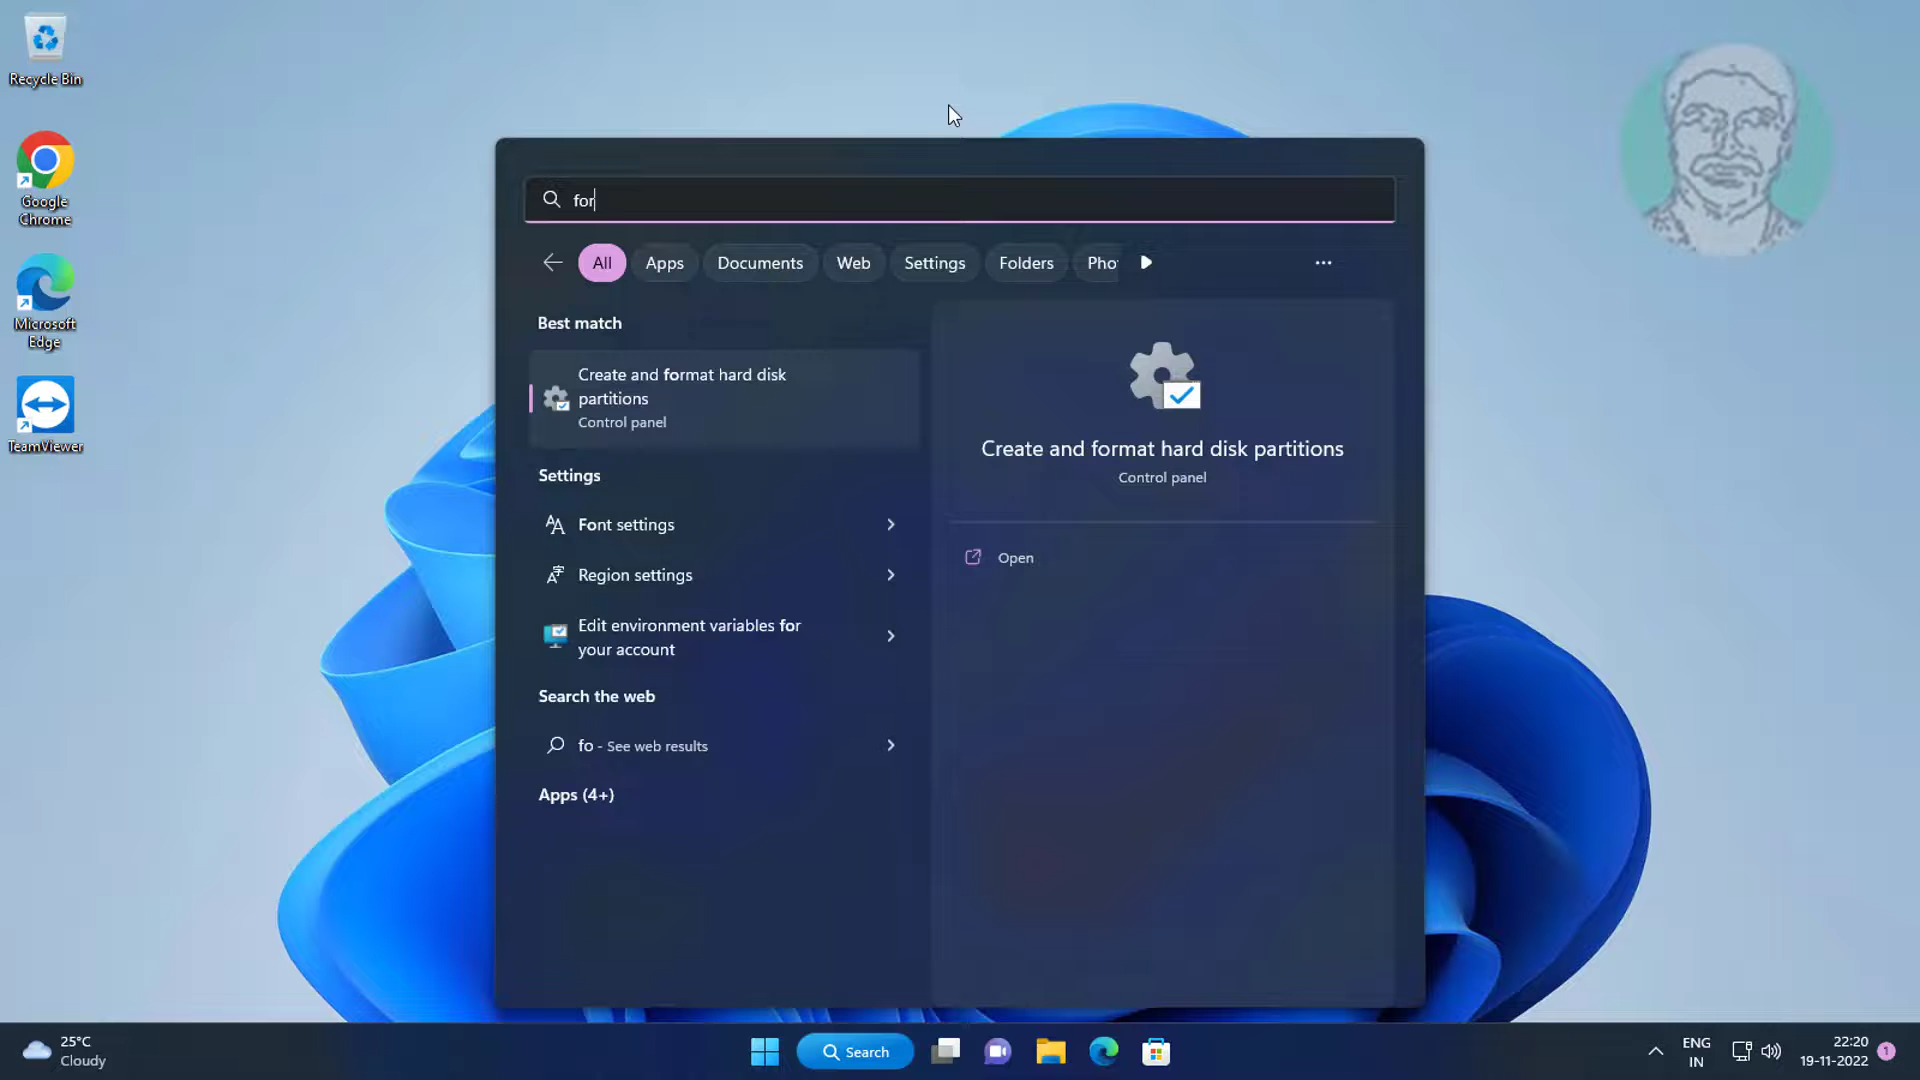 Recycle Bin
Google
Chrome
Microsoft
Edge
TeamViewer
for
All
Apps
Documents
Web
Settings
Folders
Pho
Best match
Create and format hard disk
partitions
Control panel
Settings
Font settings
Region settings
Edit environment variables for
your account
Search the web
fo - See web results
Apps (4+)
Create and format hard disk partitions
Control panel
Open
25°C
Cloudy
Search
ENG
IN
22:20
19-11-2022
1